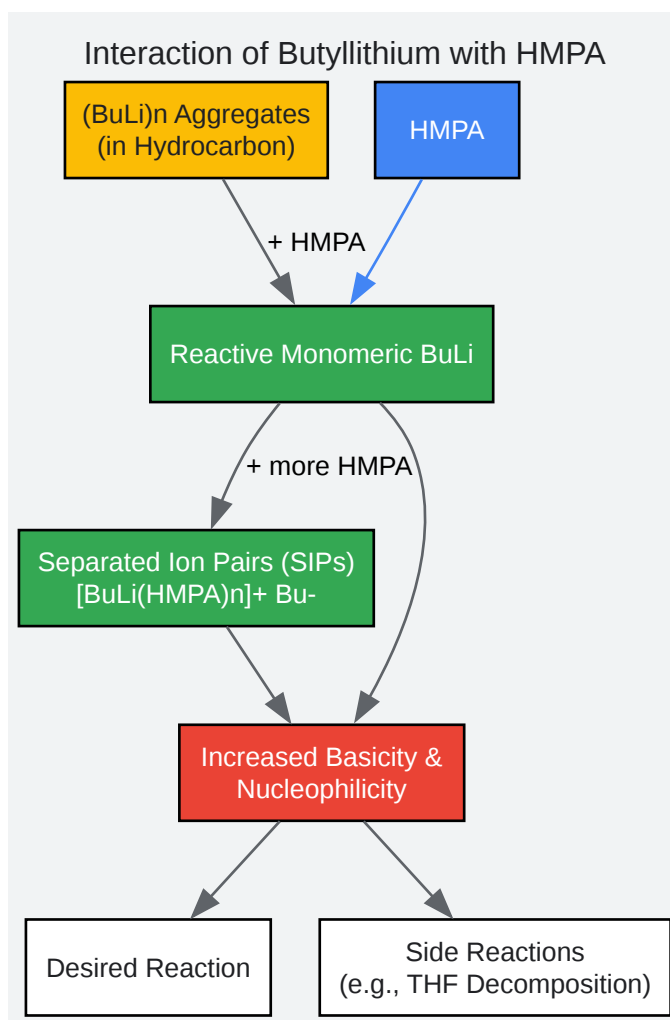 Interaction of Butyllithium with HMPA
(BuLi)n Aggregates
(in Hydrocarbon)
HMPA
+ HMPA
Reactive Monomeric BuLi
+ more HMPA
Separated Ion Pairs (SIPs)
[BuLi(HMPA)n]+ Bu-
Increased Basicity &
Nucleophilicity
Desired Reaction
Side Reactions
(e.g., THF Decomposition)